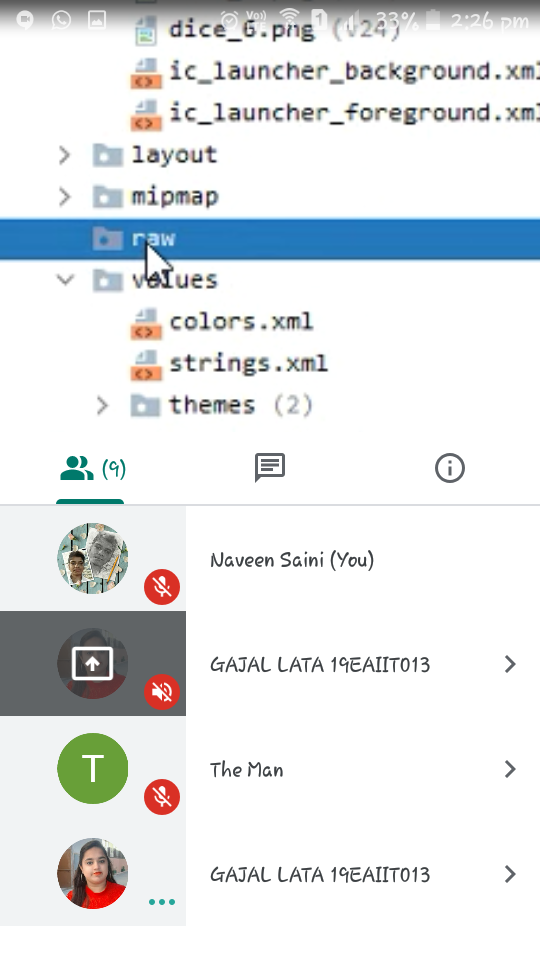 33% 2:26 pm
dice_6.png (v24)
ic_launcher_background.xml
ic_launcher_foreground.xml
layout
mipmap
raw
values
colors.xml
strings.xml
themes (2)
(9)
Naveen Saini (You)
GAJAL LATA 19EAIIT013
T
The Man
GAJAL LATA 19EAIIT013